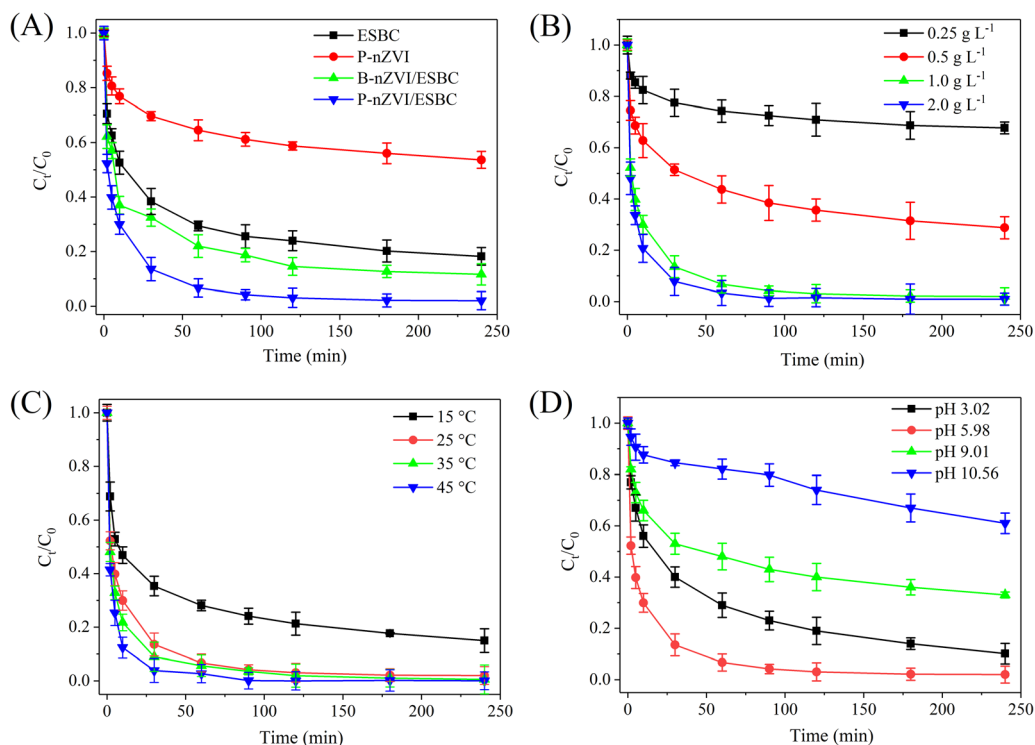 (A)
ESBC
P-nZVI
B-nZVI/ESBC
P-nZVI/ESBC
1.0
0.8
0.6
0.4
0.2
0.0
Cₜ/C₀
0 50 100 150 200 250
Time (min)
(B)
0.25 g L⁻¹
0.5 g L⁻¹
1.0 g L⁻¹
2.0 g L⁻¹
1.0
0.8
0.6
0.4
0.2
0.0
Cₜ/C₀
0 50 100 150 200 250
Time (min)
(C)
15 °C
25 °C
35 °C
45 °C
1.0
0.8
0.6
0.4
0.2
0.0
Cₜ/C₀
0 50 100 150 200 250
Time (min)
(D)
pH 3.02
pH 5.98
pH 9.01
pH 10.56
1.0
0.8
0.6
0.4
0.2
0.0
Cₜ/C₀
0 50 100 150 200 250
Time (min)